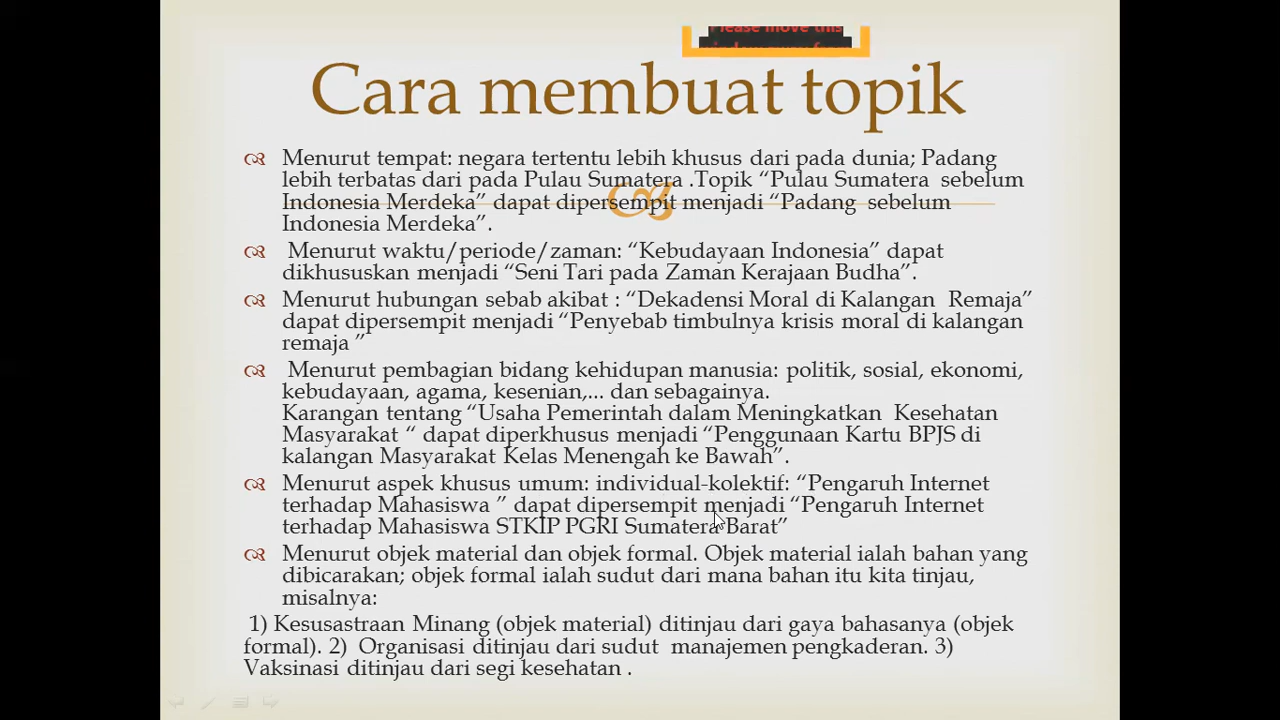 Please move this
Cara membuat topik
Menurut tempat: negara tertentu lebih khusus dari pada dunia; Padang
lebih terbatas dari pada Pulau Sumatera .Topik “Pulau Sumatera sebelum
Indonesia Merdeka” dapat dipersempit menjadi “Padang sebelum
Indonesia Merdeka”.
Menurut waktu/periode/zaman: “Kebudayaan Indonesia” dapat
dikhususkan menjadi “Seni Tari pada Zaman Kerajaan Budha”.
Menurut hubungan sebab akibat : “Dekadensi Moral di Kalangan Remaja”
dapat dipersempit menjadi “Penyebab timbulnya krisis moral di kalangan
remaja ”
Menurut pembagian bidang kehidupan manusia: politik, sosial, ekonomi,
kebudayaan, agama, kesenian,... dan sebagainya.
Karangan tentang “Usaha Pemerintah dalam Meningkatkan Kesehatan
Masyarakat “ dapat diperkhusus menjadi “Penggunaan Kartu BPJS di
kalangan Masyarakat Kelas Menengah ke Bawah”.
Menurut aspek khusus umum: individual-kolektif: “Pengaruh Internet
terhadap Mahasiswa ” dapat dipersempit menjadi “Pengaruh Internet
terhadap Mahasiswa STKIP PGRI Sumatera Barat”
Menurut objek material dan objek formal. Objek material ialah bahan yang
dibicarakan; objek formal ialah sudut dari mana bahan itu kita tinjau,
misalnya:
1) Kesusastraan Minang (objek material) ditinjau dari gaya bahasanya (objek
formal). 2) Organisasi ditinjau dari sudut manajemen pengkaderan. 3)
Vaksinasi ditinjau dari segi kesehatan .